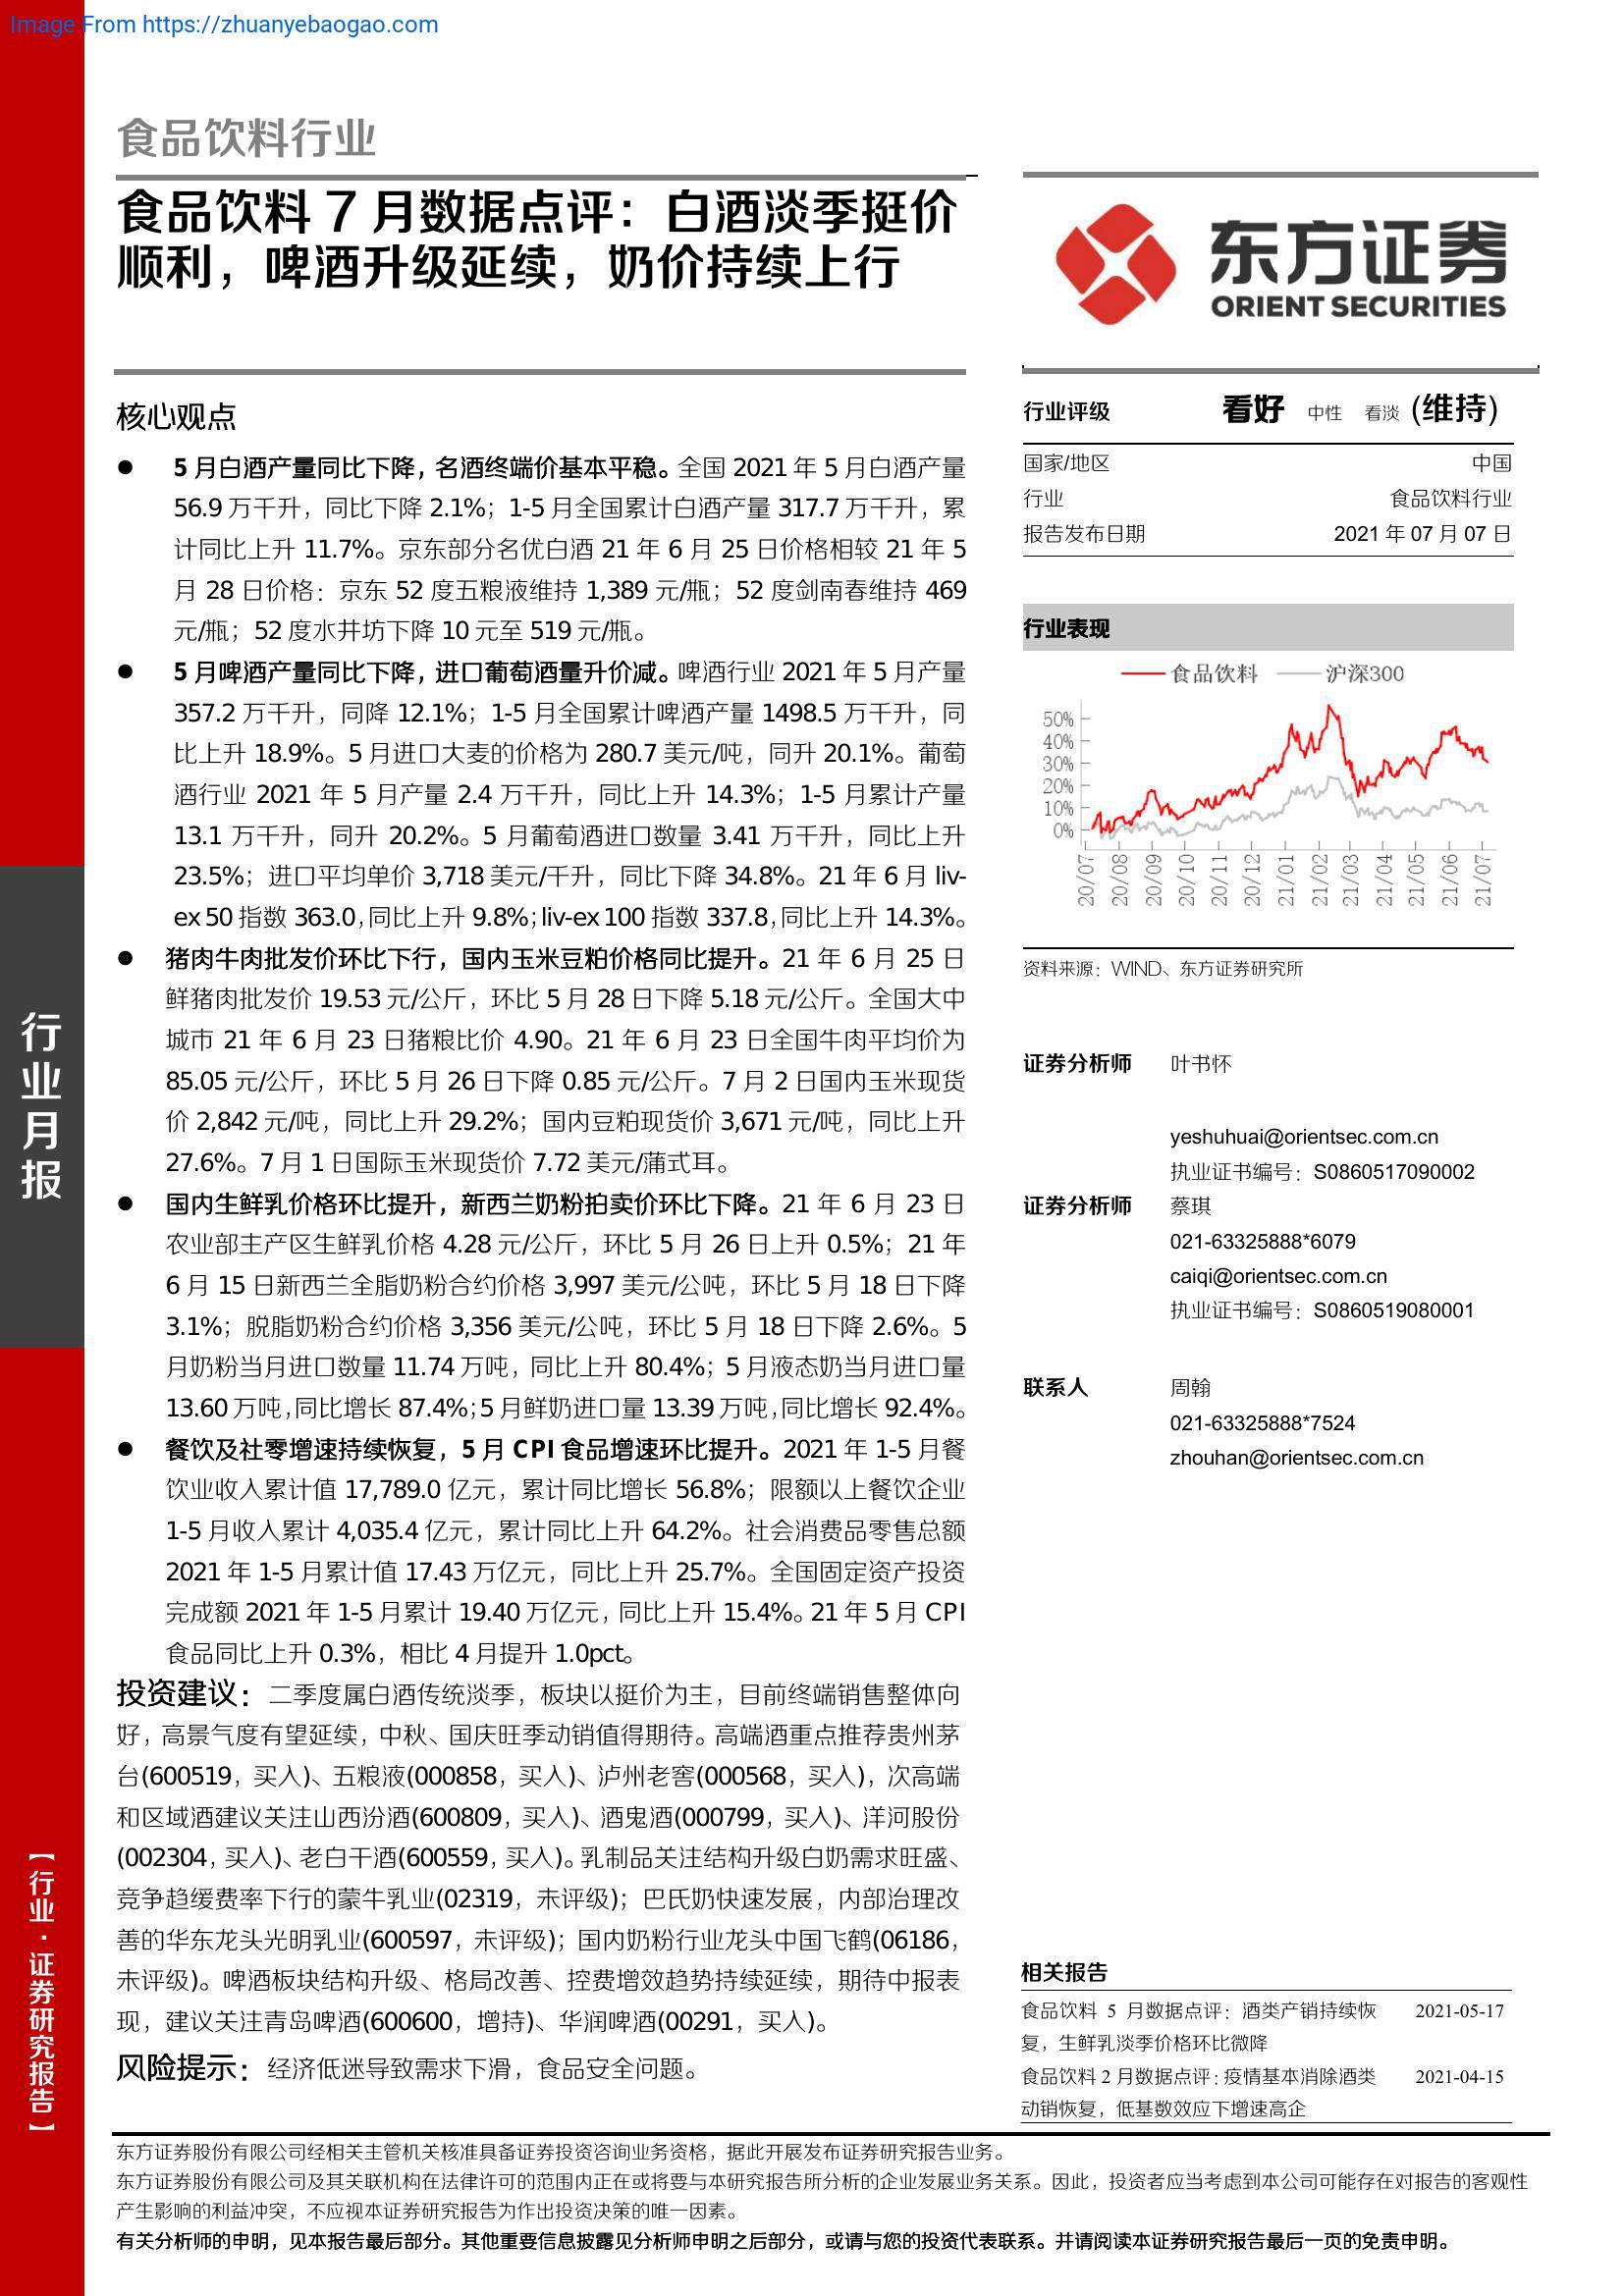 Image From https://zhuanyebaogao.com
食品饮料行业
食品饮料 7 月数据点评：白酒淡季挺价
顺利，啤酒升级延续，奶价持续上行
东方证券
ORIENT SECURITIES
核心观点
● 5 月白酒产量同比下降，名酒终端价基本平稳。全国 2021 年 5 月白酒产量
56.9 万千升，同比下降 2.1%；1-5 月全国累计白酒产量 317.7 万千升，累
计同比上升 11.7%。京东部分名优白酒 21 年 6 月 25 日价格相较 21 年 5
月 28 日价格：京东 52 度五粮液维持 1,389 元/瓶；52 度剑南春维持 469
元/瓶；52 度水井坊下降 10 元至 519 元/瓶。
● 5 月啤酒产量同比下降，进口葡萄酒量升价减。啤酒行业 2021 年 5 月产量
357.2 万千升，同降 12.1%；1-5 月全国累计啤酒产量 1498.5 万千升，同
比上升 18.9%。5 月进口大麦的价格为 280.7 美元/吨，同升 20.1%。葡萄
酒行业 2021 年 5 月产量 2.4 万千升，同比上升 14.3%；1-5 月累计产量
13.1 万千升，同升 20.2%。5 月葡萄酒进口数量 3.41 万千升，同比上升
23.5%；进口平均单价 3,718 美元/千升，同比下降 34.8%。21 年 6 月 liv-
ex 50 指数 363.0，同比上升 9.8%；liv-ex 100 指数 337.8，同比上升 14.3%。
● 猪肉牛肉批发价环比下行，国内玉米豆粕价格同比提升。21 年 6 月 25 日
鲜猪肉批发价 19.53 元/公斤，环比 5 月 28 日下降 5.18 元/公斤。全国大中
城市 21 年 6 月 23 日猪粮比价 4.90。21 年 6 月 23 日全国牛肉平均价为
85.05 元/公斤，环比 5 月 26 日下降 0.85 元/公斤。7 月 2 日国内玉米现货
价 2,842 元/吨，同比上升 29.2%；国内豆粕现货价 3,671 元/吨，同比上升
27.6%。7 月 1 日国际玉米现货价 7.72 美元/蒲式耳。
● 国内生鲜乳价格环比提升，新西兰奶粉拍卖价环比下降。21 年 6 月 23 日
农业部主产区生鲜乳价格 4.28 元/公斤，环比 5 月 26 日上升 0.5%；21 年
6 月 15 日新西兰全脂奶粉合约价格 3,997 美元/公吨，环比 5 月 18 日下降
3.1%；脱脂奶粉合约价格 3,356 美元/公吨，环比 5 月 18 日下降 2.6%。5
月奶粉当月进口数量 11.74 万吨，同比上升 80.4%；5 月液态奶当月进口量
13.60 万吨，同比增长 87.4%；5 月鲜奶进口量 13.39 万吨，同比增长 92.4%。
● 餐饮及社零增速持续恢复，5 月 CPI 食品增速环比提升。2021 年 1-5 月餐
饮业收入累计值 17,789.0 亿元，累计同比增长 56.8%；限额以上餐饮企业
1-5 月收入累计 4,035.4 亿元，累计同比上升 64.2%。社会消费品零售总额
2021 年 1-5 月累计值 17.43 万亿元，同比上升 25.7%。全国固定资产投资
完成额 2021 年 1-5 月累计 19.40 万亿元，同比上升 15.4%。21 年 5 月 CPI
食品同比上升 0.3%，相比 4 月提升 1.0pct。
投资建议：二季度属白酒传统淡季，板块以挺价为主，目前终端销售整体向
好，高景气度有望延续，中秋、国庆旺季动销值得期待。高端酒重点推荐贵州茅
台(600519，买入)、五粮液(000858，买入)、泸州老窖(000568，买入)，次高端
和区域酒建议关注山西汾酒(600809，买入)、酒鬼酒(000799，买入)、洋河股份
(002304，买入)、老白干酒(600559，买入)。乳制品关注结构升级白奶需求旺盛、
竞争趋缓费率下行的蒙牛乳业(02319，未评级)；巴氏奶快速发展，内部治理改
善的华东龙头光明乳业(600597，未评级)；国内奶粉行业龙头中国飞鹤(06186，
未评级)。啤酒板块结构升级、格局改善、控费增效趋势持续延续，期待中报表
现，建议关注青岛啤酒(600600，增持)、华润啤酒(00291，买入)。
风险提示：经济低迷导致需求下滑，食品安全问题。
行业评级 看好 中性 看淡 (维持)
国家/地区 中国
行业 食品饮料行业
报告发布日期 2021 年 07 月 07 日
行业表现
食品饮料 沪深300
50%
40%
30%
20%
10%
0%
20/07 20/08 20/09 20/10 20/11 20/12 21/01 21/02 21/03 21/04 21/05 21/06 21/07
资料来源：WIND、东方证券研究所
证券分析师 叶书怀
yeshuhuai@orientsec.com.cn
执业证书编号：S0860517090002
证券分析师 蔡琪
021-63325888*6079
caiqi@orientsec.com.cn
执业证书编号：S0860519080001
联系人 周翰
021-63325888*7524
zhouhan@orientsec.com.cn
相关报告
食品饮料 5 月数据点评：酒类产销持续恢 2021-05-17
复，生鲜乳淡季价格环比微降
食品饮料 2 月数据点评：疫情基本消除酒类 2021-04-15
动销恢复，低基数效应下增速高企
行业月报
【行业·证券研究报告】
东方证券股份有限公司经相关主管机关核准具备证券投资咨询业务资格，据此开展发布证券研究报告业务。
东方证券股份有限公司及其关联机构在法律许可的范围内正在或将要与本研究报告所分析的企业发展业务关系。因此，投资者应当考虑到本公司可能存在对报告的客观性
产生影响的利益冲突，不应视本证券研究报告为作出投资决策的唯一因素。
有关分析师的申明，见本报告最后部分。其他重要信息披露见分析师申明之后部分，或请与您的投资代表联系。并请阅读本证券研究报告最后一页的免责申明。